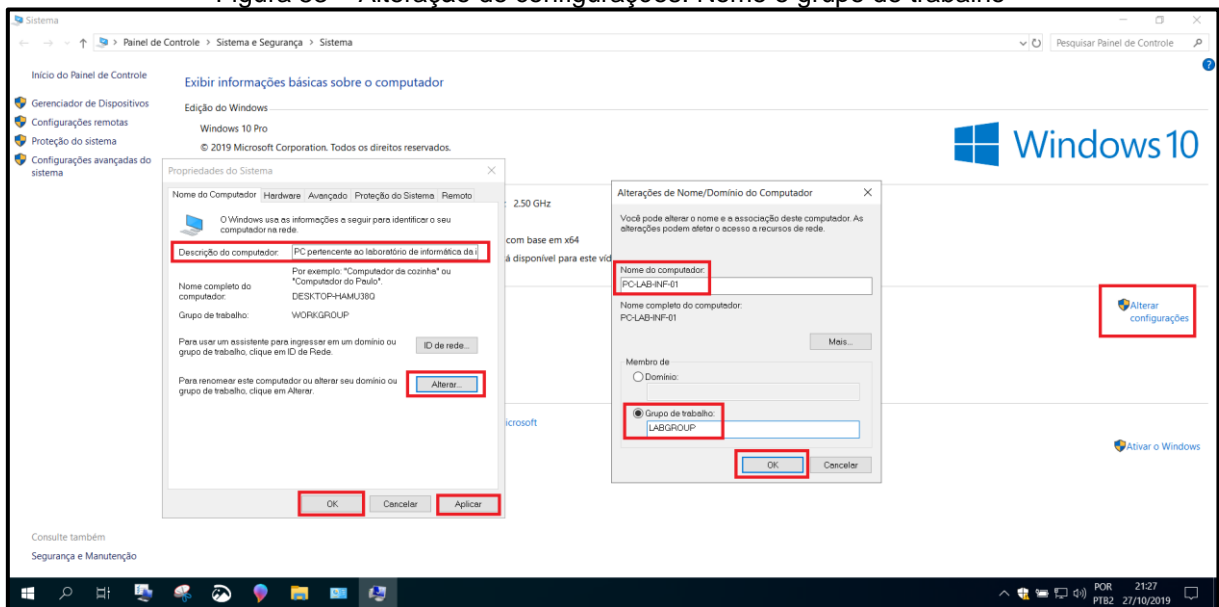 Sistema
Painel de Controle > Sistema e Segurança > Sistema
Pesquisar Painel de Controle
Início do Painel de Controle
Gerenciador de Dispositivos
Configurações remotas
Proteção do sistema
Configurações avançadas do
sistema
Exibir informações básicas sobre o computador
Edição do Windows
Windows 10 Pro
© 2019 Microsoft Corporation. Todos os direitos reservados.
Windows 10
Propriedades do Sistema
Nome do Computador Hardware Avançado Proteção do Sistema Remoto
O Windows usa as informações a seguir para identificar o seu
computador na rede.
Descrição do computador: PC pertencente ao laboratório de informática da i
Por exemplo: "Computador da cozinha" ou
"Computador do Paulo".
Nome completo do
computador: DESKTOP-HAMU38Q
Grupo de trabalho: WORKGROUP
Para usar um assistente para ingressar em um domínio ou
grupo de trabalho, clique em ID de Rede.
ID de rede...
Para renomear este computador ou alterar seu domínio ou
grupo de trabalho, clique em Alterar.
Alterar...
OK Cancelar Aplicar
2.50 GHz
com base em x64
á disponível para este víd
icrosoft
Alterações de Nome/Domínio do Computador
Você pode alterar o nome e a associação deste computador. As
alterações podem afetar o acesso a recursos de rede.
Nome do computador:
PC-LAB-INF-01
Nome completo do computador:
PC-LAB-INF-01
Mais...
Membro de
Domínio:
Grupo de trabalho:
LABGROUP
OK Cancelar
Alterar
configurações
Ativar o Windows
Consulte também
Segurança e Manutenção
POR 21:27
PTB2 27/10/2019